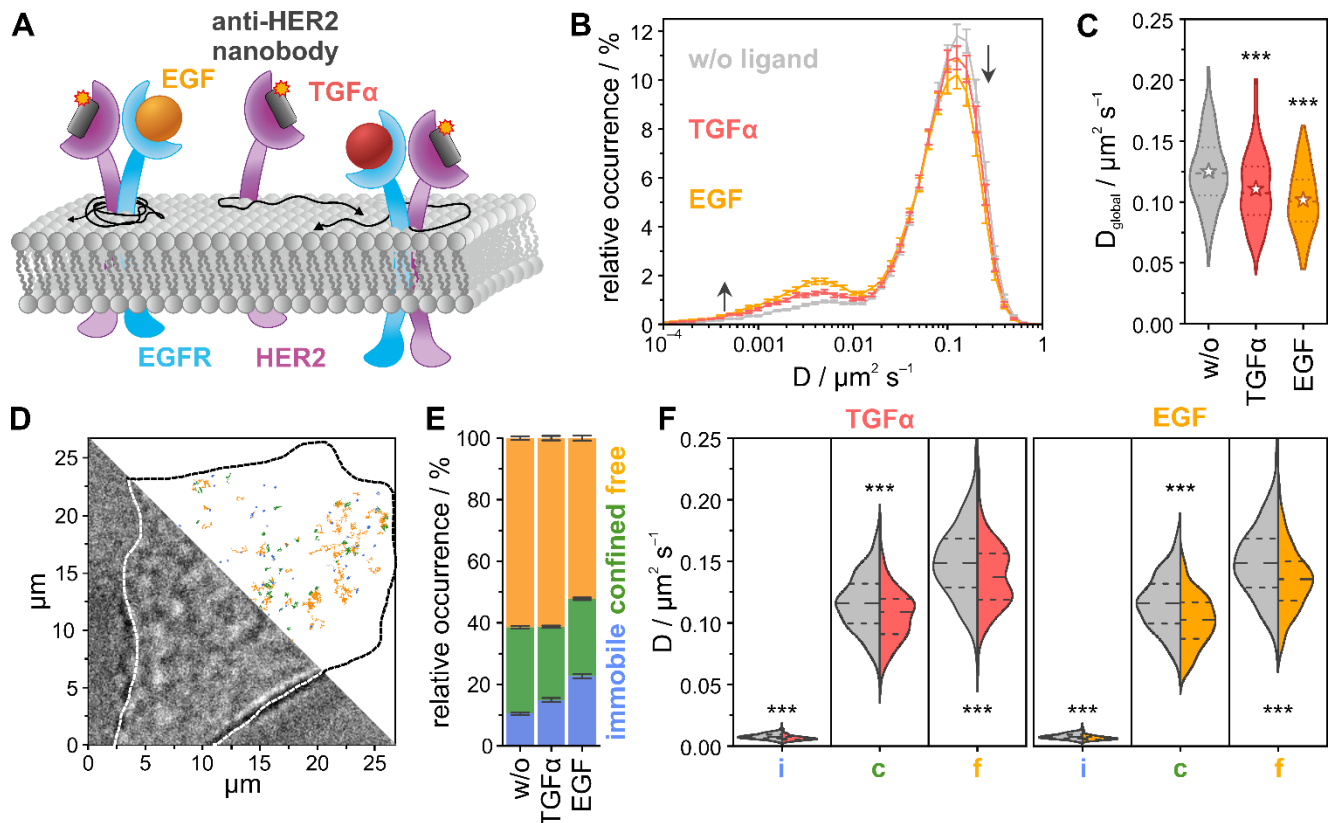 A
anti-HER2
nanobody
EGF
TGFα
EGFR
HER2
B
relative occurrence / %
12
10
8
6
4
2
0
w/o ligand
TGFα
EGF
10⁻⁴
0.001
0.01
0.1
1
D / µm² s⁻¹
C
D_global / µm² s⁻¹
0.25
0.20
0.15
0.10
0.05
0.00
***
***
w/o
TGFα
EGF
D
µm
25
20
15
10
5
0
0
5
10
15
20
25
µm
E
relative occurrence / %
100
80
60
40
20
0
w/o
TGFα
EGF
immobile confined free
F
TGFα
EGF
D / µm² s⁻¹
0.25
0.20
0.15
0.10
0.05
0.00
***
***
***
***
***
***
i
c
f
i
c
f